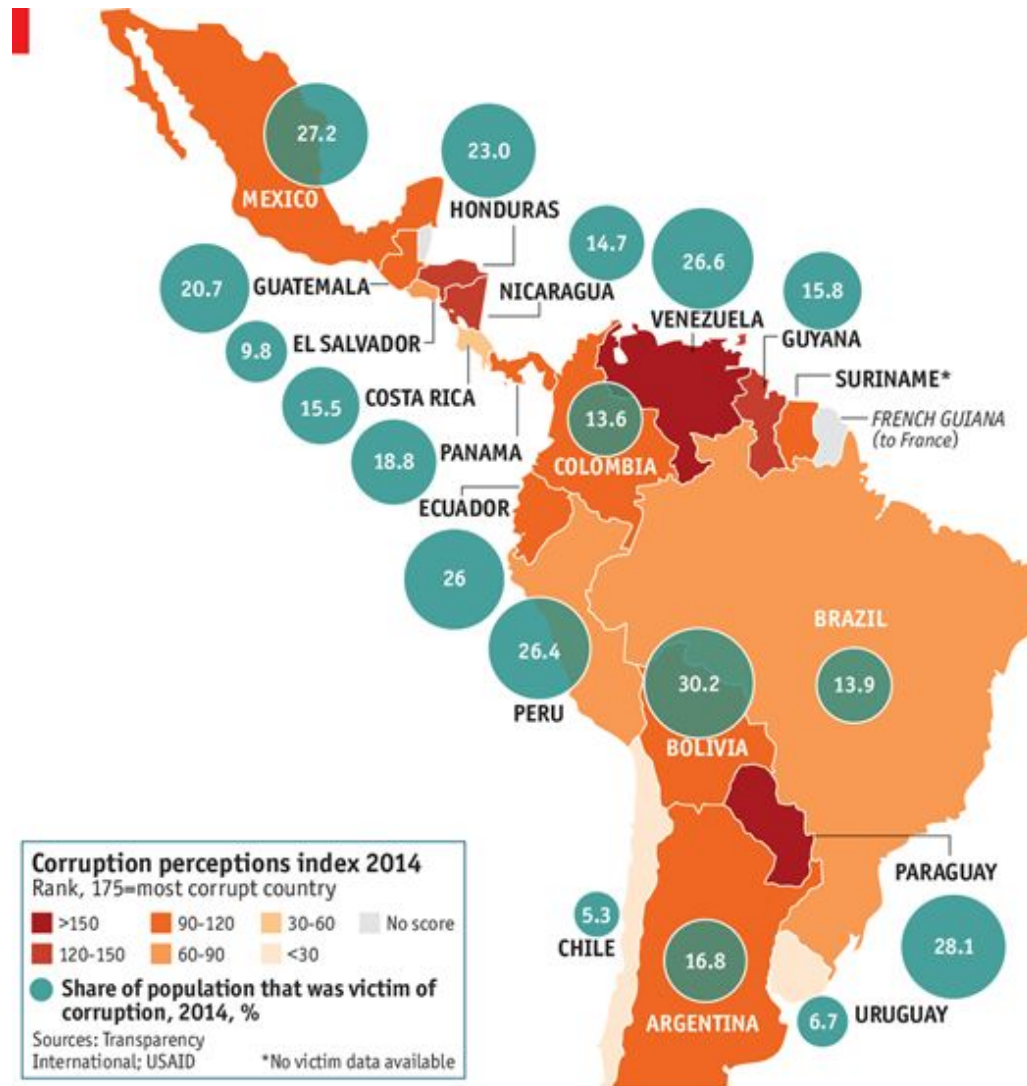 27.2
MEXICO
23.0
HONDURAS
14.7
NICARAGUA
26.6
VENEZUELA
15.8
GUYANA
SURINAME*
FRENCH GUIANA
(to France)
20.7
GUATEMALA
9.8
EL SALVADOR
15.5
COSTA RICA
18.8
PANAMA
13.6
COLOMBIA
ECUADOR
26
26.4
PERU
BRAZIL
13.9
30.2
BOLIVIA
PARAGUAY
28.1
5.3
CHILE
16.8
ARGENTINA
6.7
URUGUAY
Corruption perceptions index 2014
Rank, 175=most corrupt country
>150
90-120
30-60
No score
120-150
60-90
<30
Share of population that was victim of
corruption, 2014, %
Sources: Transparency
International; USAID
*No victim data available